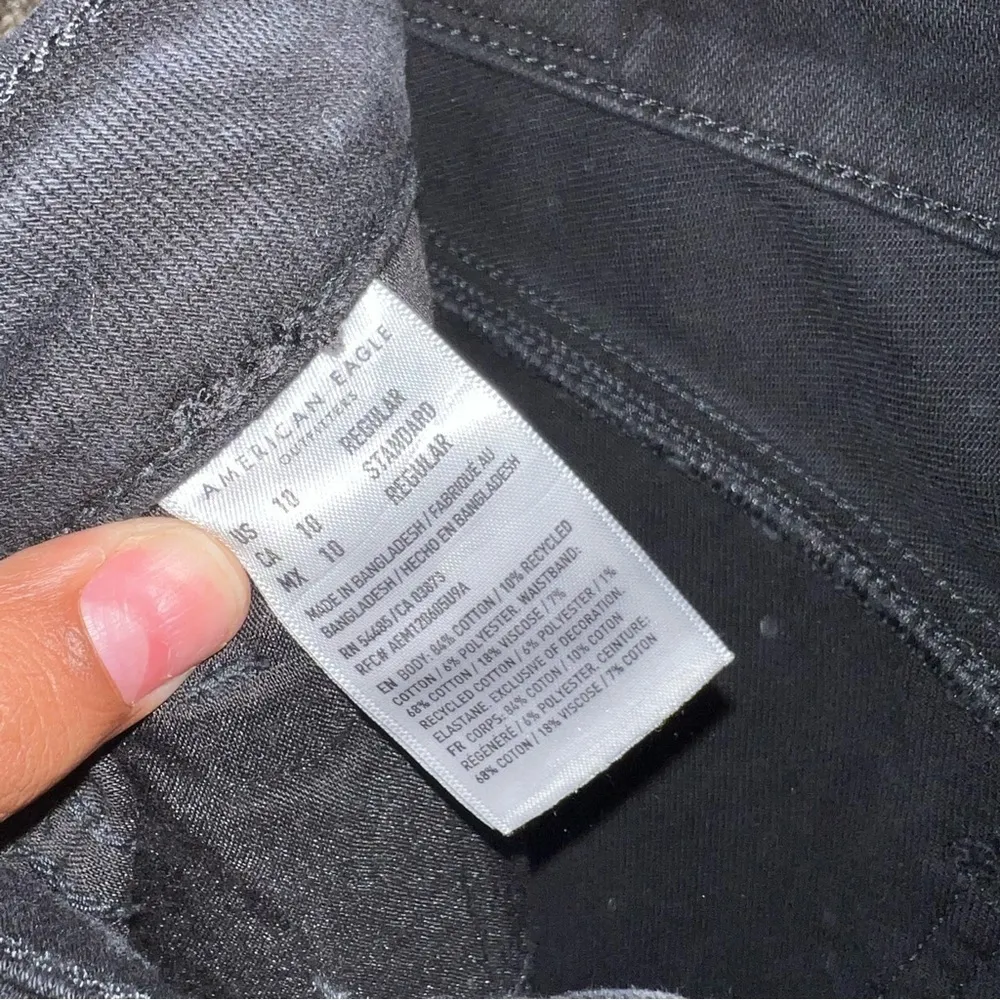 AMERICAN EAGLE
OUTFITTERS
US 10 REGULAR
CA 10 STANDARD
MX 10 REGULAR
MADE IN BANGLADESH / FABRIQUÉ AU
BANGLADESH / HECHO EN BANGLADESH
RN 54485/CA 03873
RFC# AEM12060509A
EN BODY: 84% COTTON / 10% RECYCLED
COTTON / 6% POLYESTER, WAISTBAND:
68% COTTON / 18% VISCOSE / 7%
RECYCLED COTTON / 6% POLYESTER / 1%
ELASTANE. EXCLUSIVE OF DECORATION.
FR CORPS: 84% COTON / 10% COTON
RÉGÉNÉRÉ / 6% POLYESTER, CEINTURE:
68% COTON / 18% VISCOSE / 7% COTON